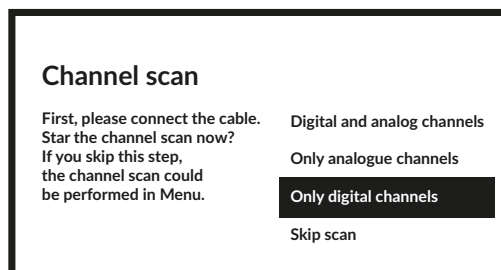 Channel scan
First, please connect the cable.
Star the channel scan now?
If you skip this step,
the channel scan could
be performed in Menu.
Digital and analog channels
Only analogue channels
Only digital channels
Skip scan